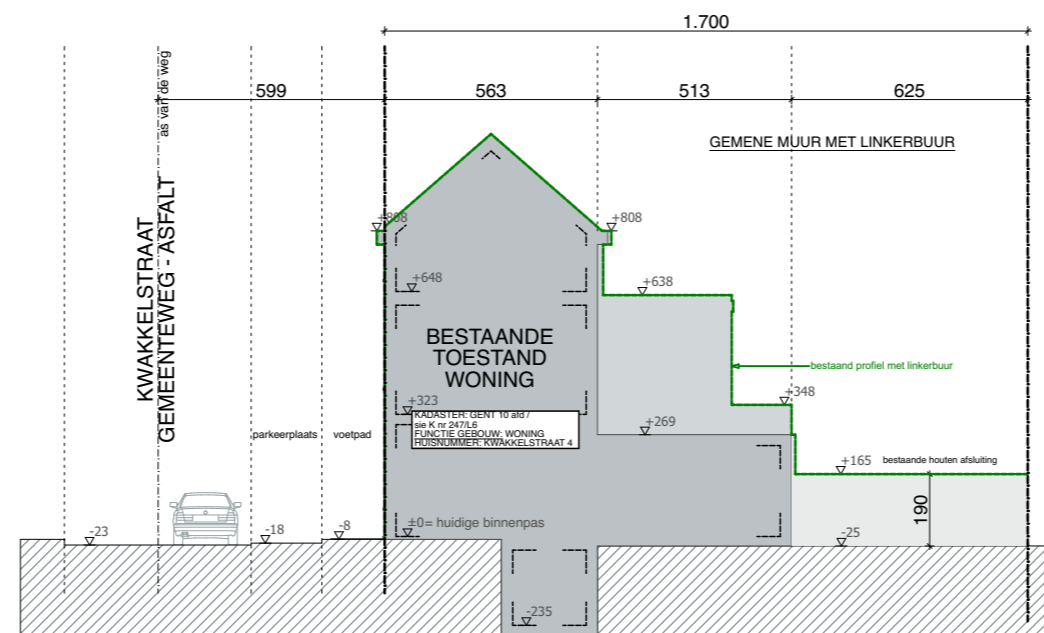 1.700
599
563
513
625
as van de weg
GEMENE MUUR MET LINKERBUUR
KWAKKELSTRAAT
GEMEENTEWEG - ASFALT
+808
+808
+648
+638
BESTAANDE
TOESTAND
WONING
bestaand profiel met linkerbuur
+348
+323
KADASTER: GENT 10 afd /
sie K nr 247/L6
FUNCTIE GEBOUW: WONING
HUISNUMMER: KWAKKELSTRAAT 4
+269
parkeerplaats
voetpad
+165
bestaande houten afsluiting
190
±0= huidige binnenpas
-23
-18
-8
-25
-235